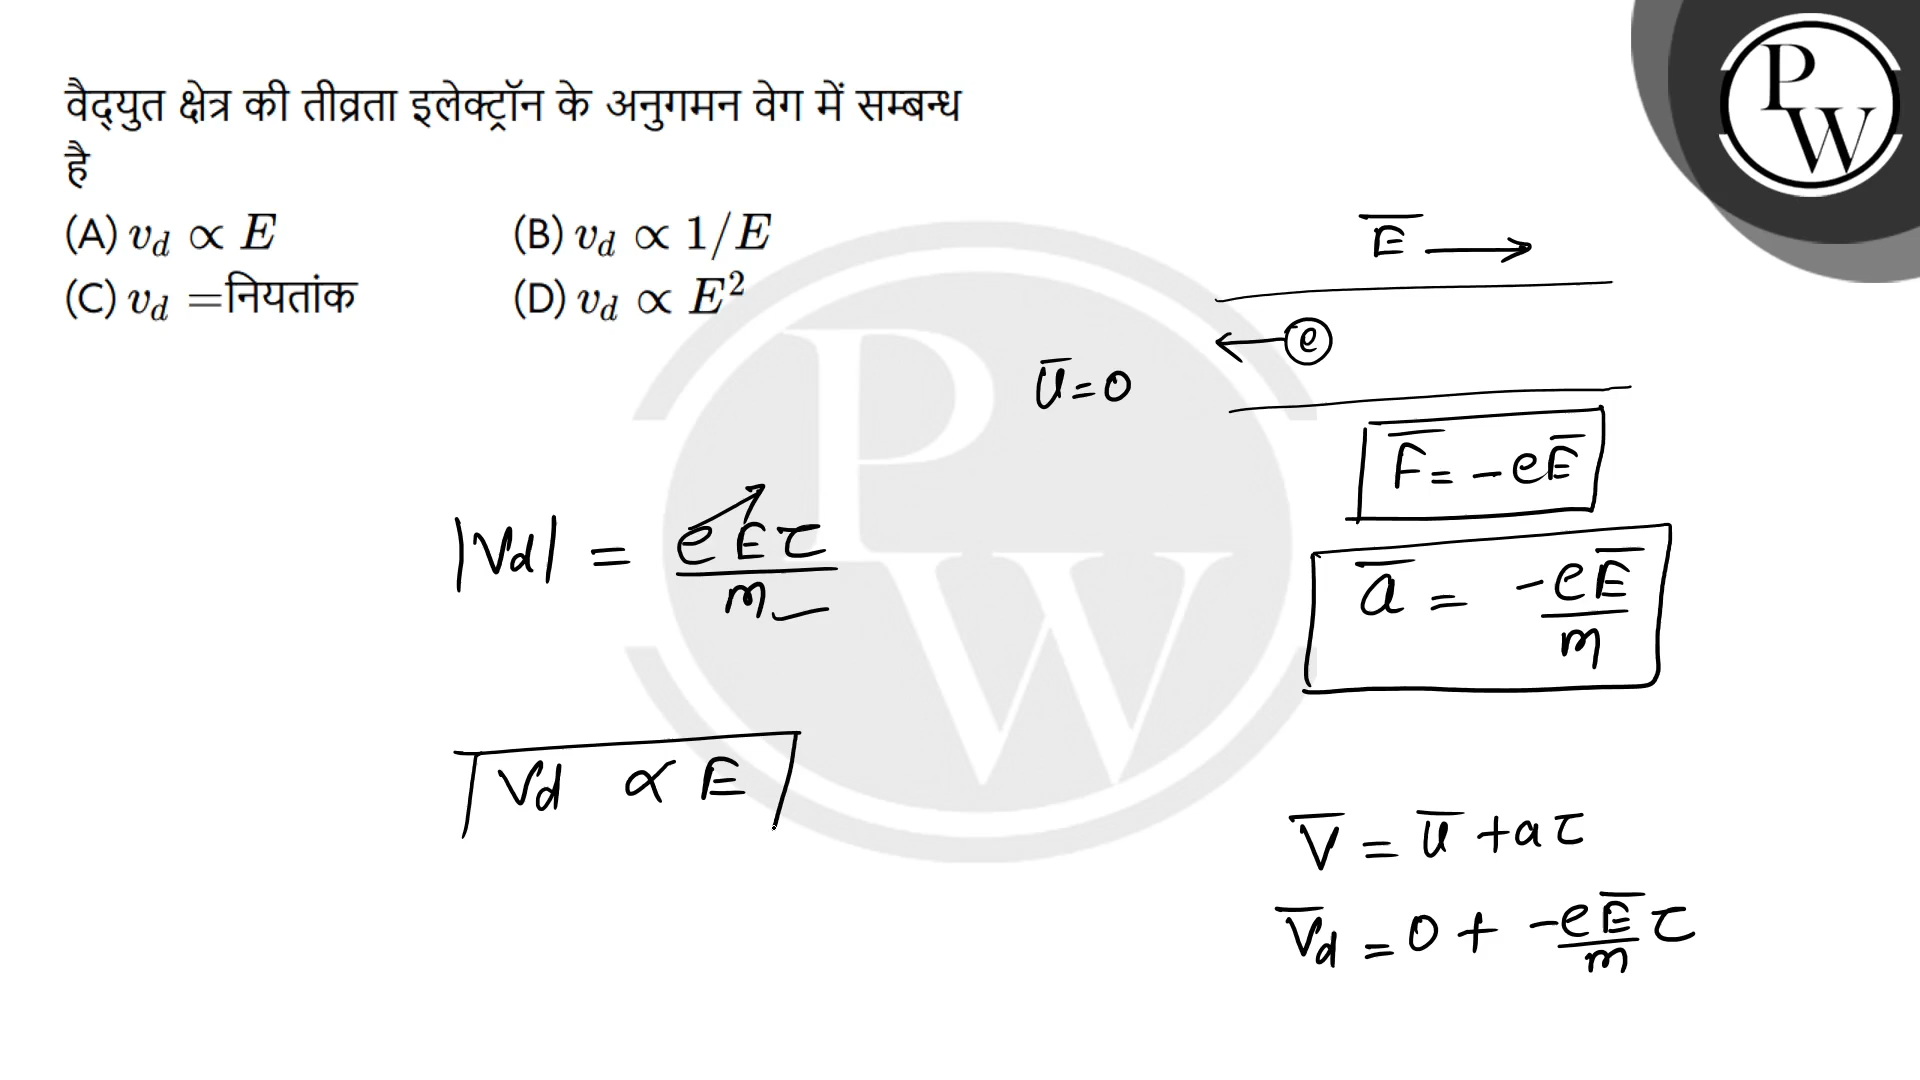 वैद्युत क्षेत्र की तीव्रता इलेक्ट्रॉन के अनुगमन वेग में सम्बन्ध
है
(A) v_d ∝ E (B) v_d ∝ 1/E
(C) v_d =नियतांक (D) v_d ∝ E²
PW
E̅ →
← e
U̅ = 0
F̅ = -eE̅
|Vd| = eEτ/m
a̅ = -eE̅/m
Vd ∝ E
V̅ = u̅ + aτ
V̅d = 0 + -eE̅/m τ